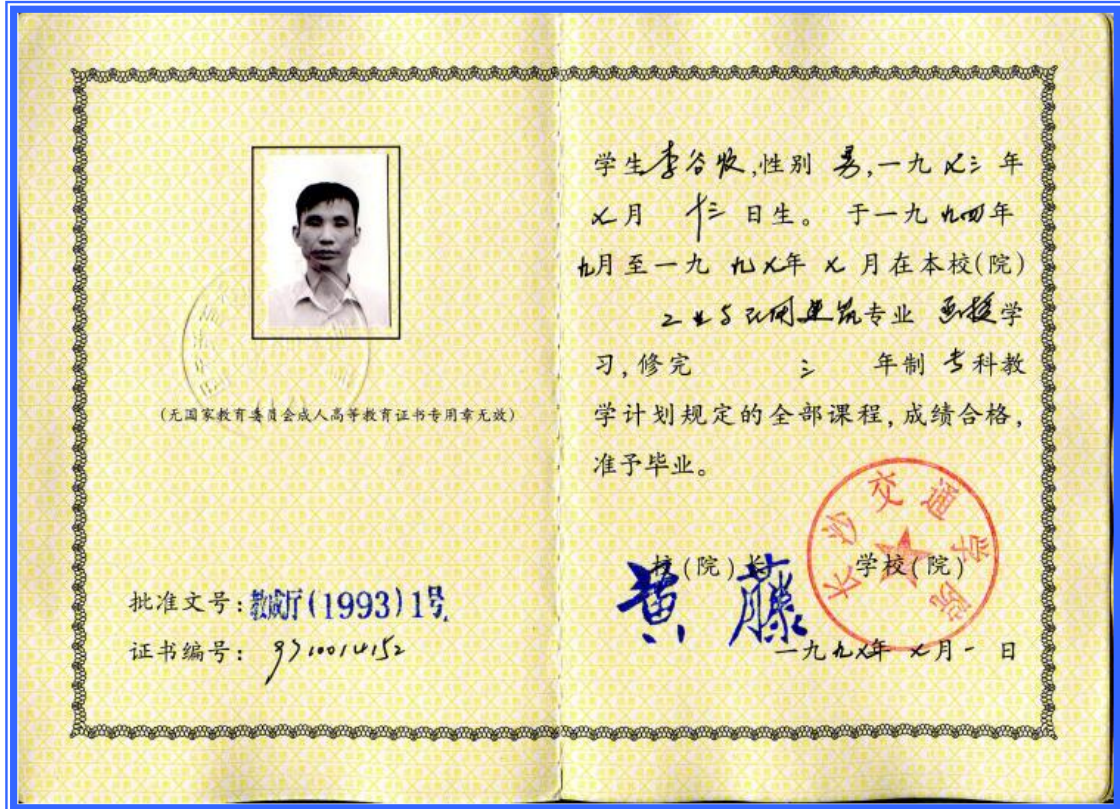 (无国家教育委员会成人高等教育证书专用章无效)
批准文号:教成厅(1993)1号
证书编号: 9710014152
学生李谷牧,性别 男,一九七三 年
七月 十三 日生。 于一九九四年
九月至一九九七年 七月在本校(院)
工业与民用建筑专业 函授学
习,修完 三 年制 专科教
学计划规定的全部课程,成绩合格,
准予毕业。
校(院)长 黄藤 学校(院)
长沙交通学院
一九九七年 七月一 日